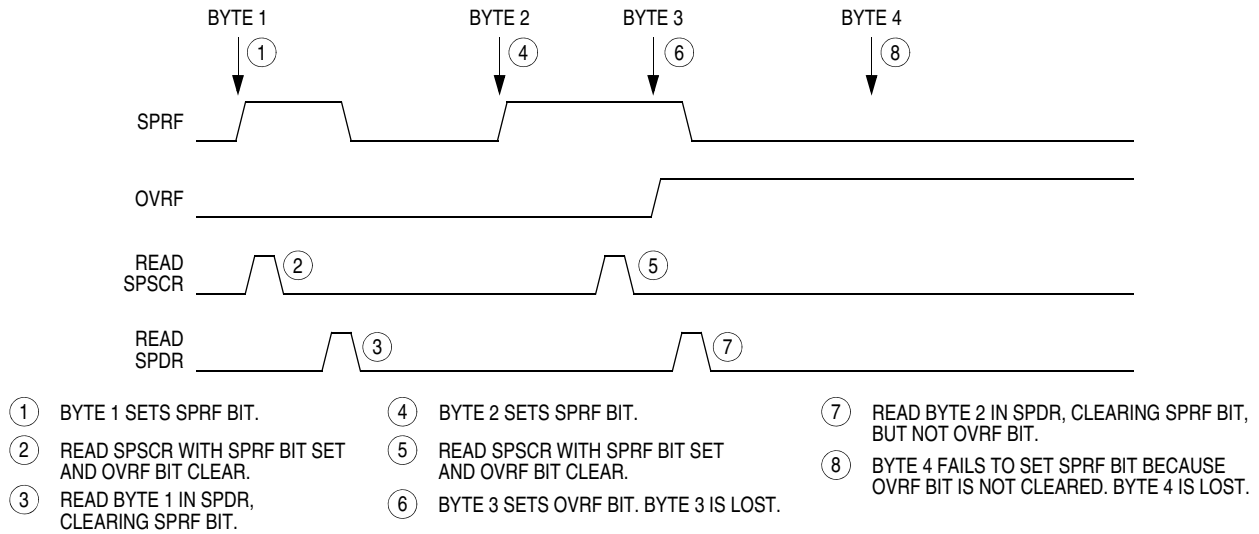 BYTE 1
BYTE 2
BYTE 3
BYTE 4
1
4
6
8
SPRF
OVRF
READ
SPSCR
2
5
READ
SPDR
3
7
1 BYTE 1 SETS SPRF BIT.
2 READ SPSCR WITH SPRF BIT SET
AND OVRF BIT CLEAR.
3 READ BYTE 1 IN SPDR,
CLEARING SPRF BIT.
4 BYTE 2 SETS SPRF BIT.
5 READ SPSCR WITH SPRF BIT SET
AND OVRF BIT CLEAR.
6 BYTE 3 SETS OVRF BIT. BYTE 3 IS LOST.
7 READ BYTE 2 IN SPDR, CLEARING SPRF BIT,
BUT NOT OVRF BIT.
8 BYTE 4 FAILS TO SET SPRF BIT BECAUSE
OVRF BIT IS NOT CLEARED. BYTE 4 IS LOST.